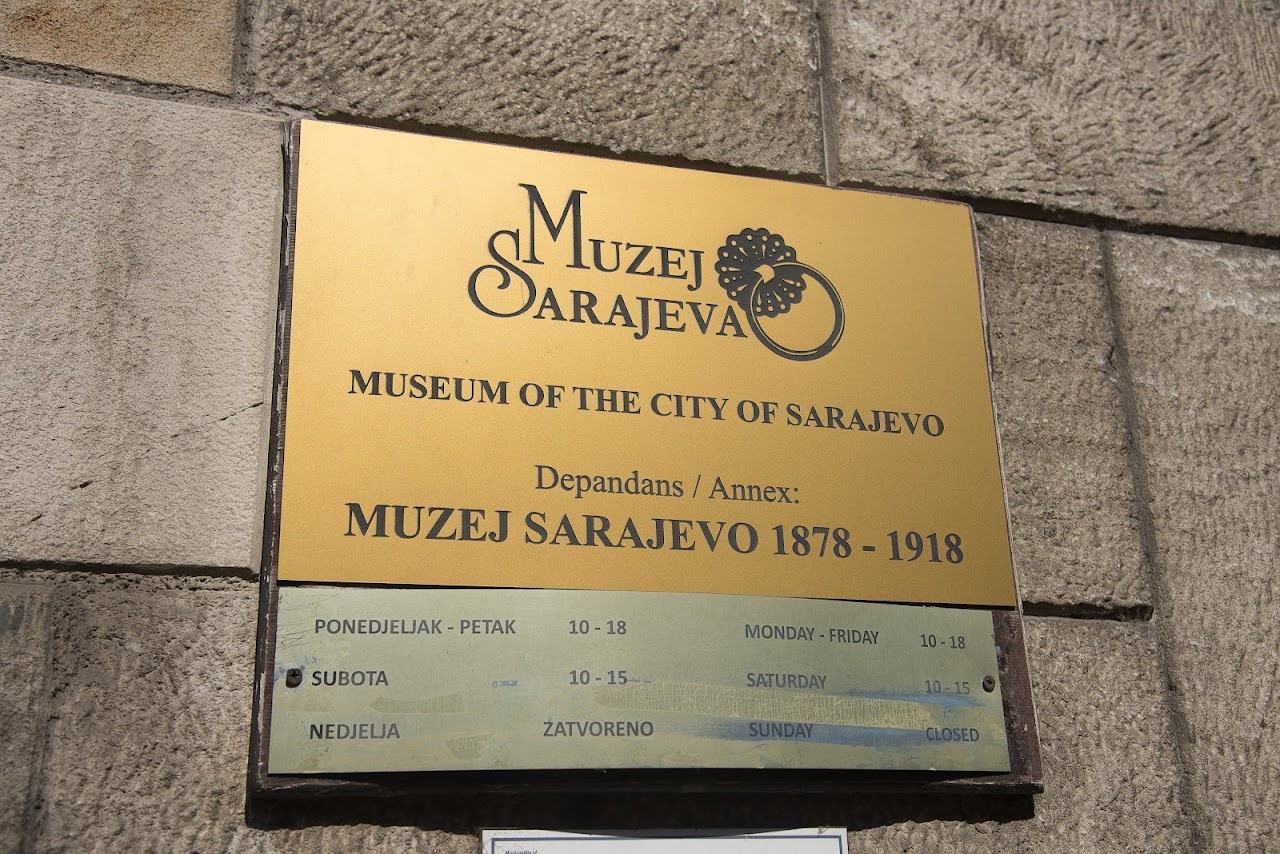 MUZEJ
SARAJEVA
MUSEUM OF THE CITY OF SARAJEVO
Depandans / Annex:
MUZEJ SARAJEVO 1878 - 1918
PONEDJELJAK - PETAK 10 - 18 MONDAY - FRIDAY 10 - 18
SUBOTA 10 - 15 SATURDAY 10 - 15
NEDJELJA ZATVORENO SUNDAY CLOSED